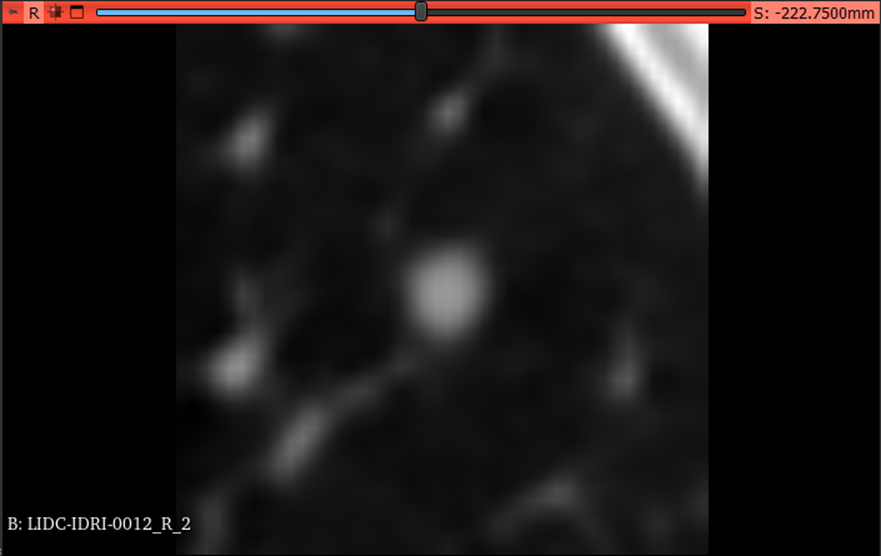 R
S: -222.7500mm
B: LIDC-IDRI-0012_R_2